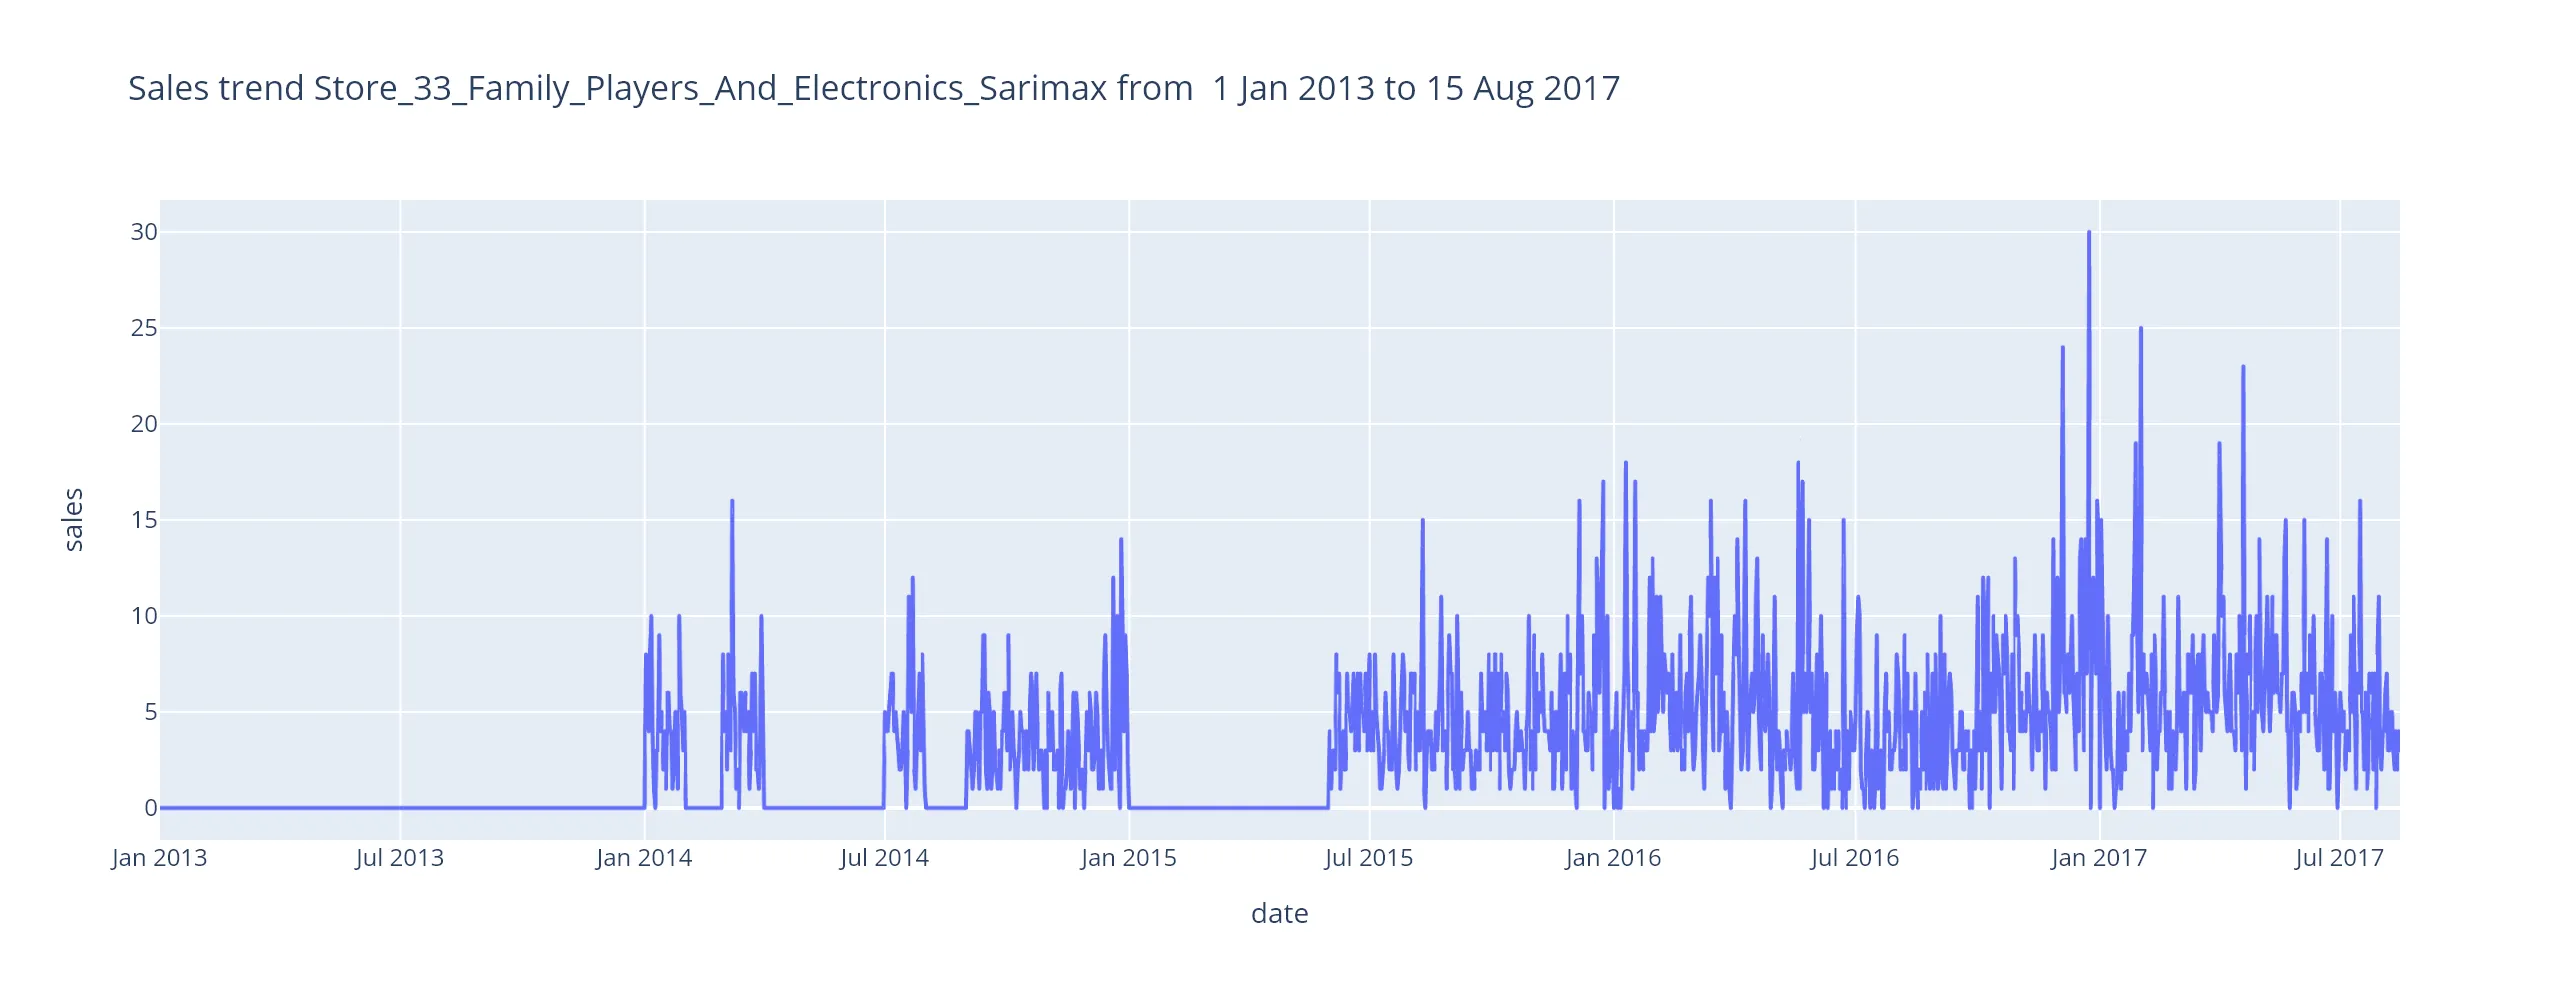 Sales trend Store_33_Family_Players_And_Electronics_Sarimax from  1 Jan 2013 to 15 Aug 2017
30
25
20
15
10
5
0
sales
Jan 2013 Jul 2013 Jan 2014 Jul 2014 Jan 2015 Jul 2015 Jan 2016 Jul 2016 Jan 2017 Jul 2017
date